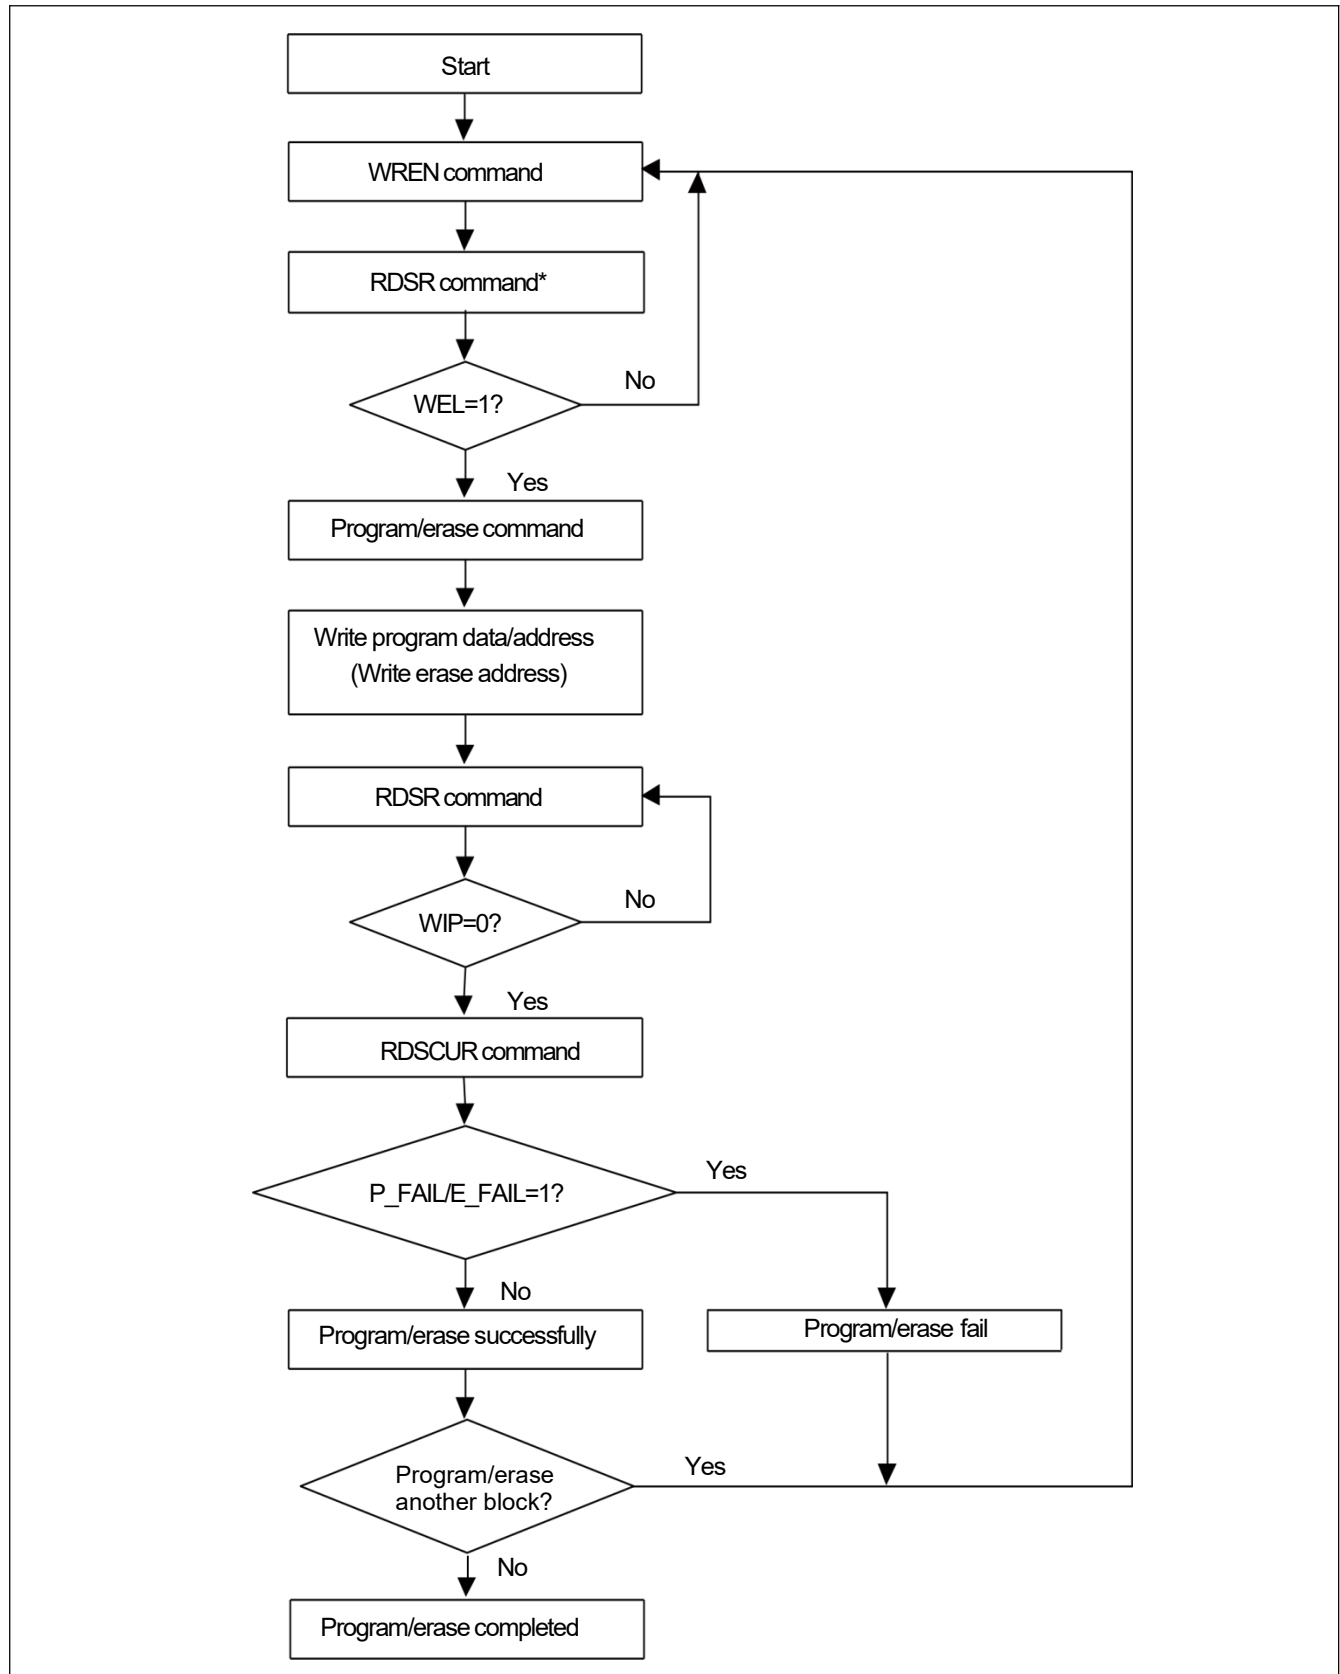 Start
WREN command
RDSR command*
No
WEL=1?
Yes
Program/erase command
Write program data/address
(Write erase address)
RDSR command
No
WIP=0?
Yes
RDSCUR command
Yes
P_FAIL/E_FAIL=1?
No
Program/erase successfully
Program/erase fail
Yes
Program/erase
another block?
No
Program/erase completed